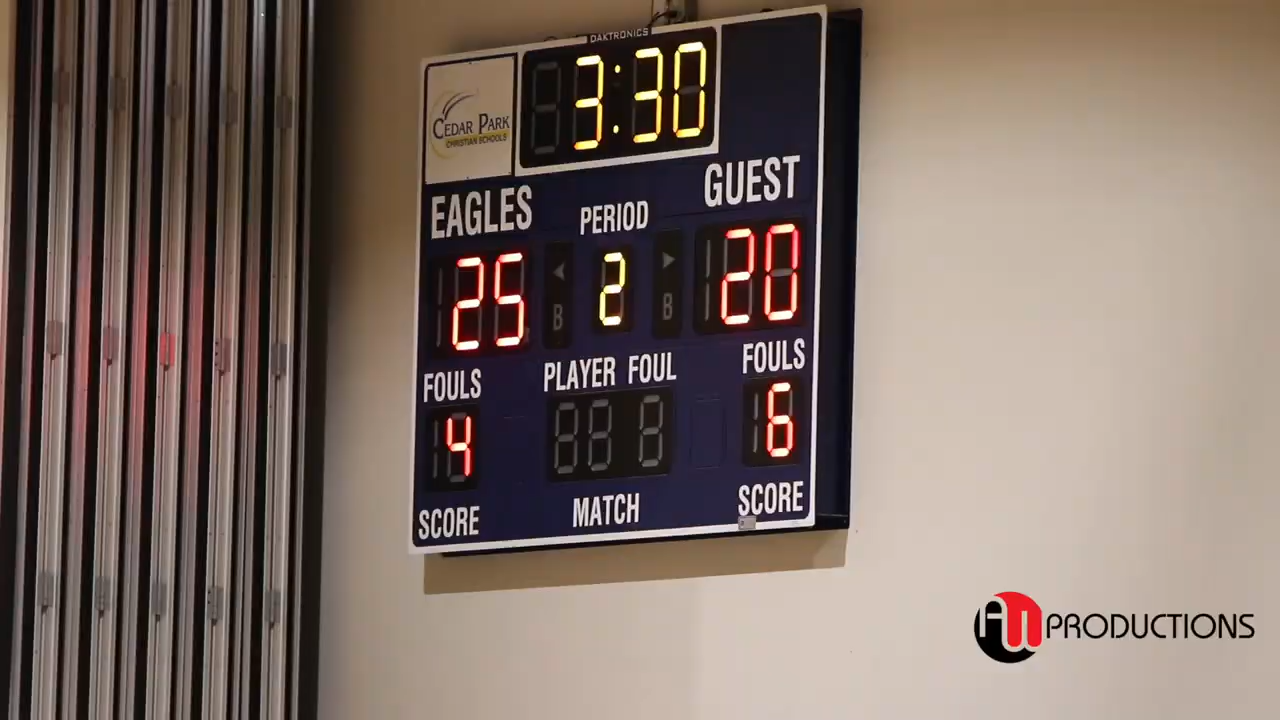 DAKTRONICS
3:30
CEDAR PARK
CHRISTIAN SCHOOLS
EAGLES
PERIOD
GUEST
25
B
2
B
20
FOULS
PLAYER FOUL
FOULS
4
6
SCORE
MATCH
SCORE
AW PRODUCTIONS